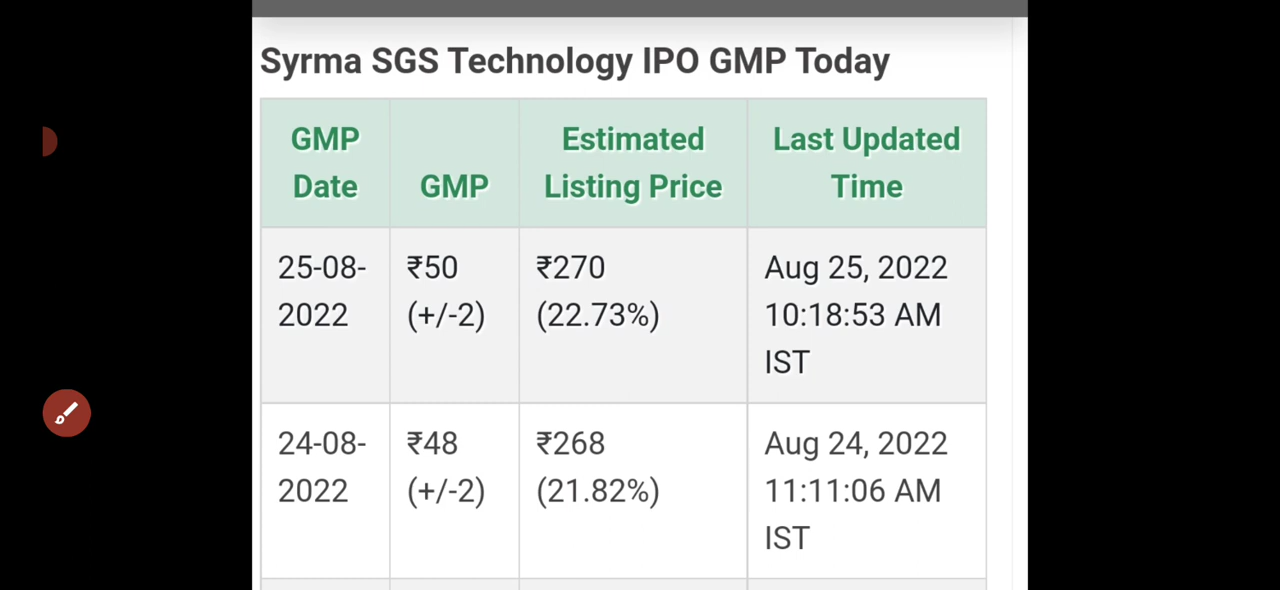 Syrma SGS Technology IPO GMP Today
GMP Date
GMP
Estimated Listing Price
Last Updated Time
25-08-2022
₹50 (+/-2)
₹270 (22.73%)
Aug 25, 2022 10:18:53 AM IST
24-08-2022
₹48 (+/-2)
₹268 (21.82%)
Aug 24, 2022 11:11:06 AM IST